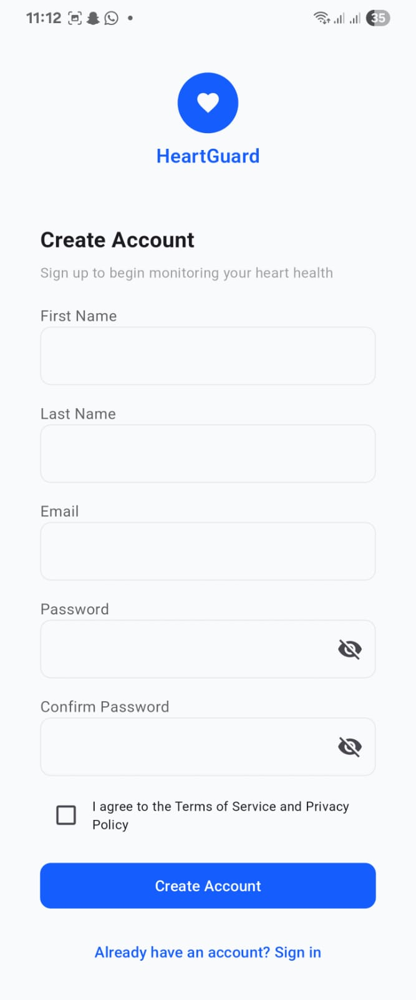 11:12
35
HeartGuard
Create Account
Sign up to begin monitoring your heart health
First Name
Last Name
Email
Password
Confirm Password
I agree to the Terms of Service and Privacy
Policy
Create Account
Already have an account? Sign in